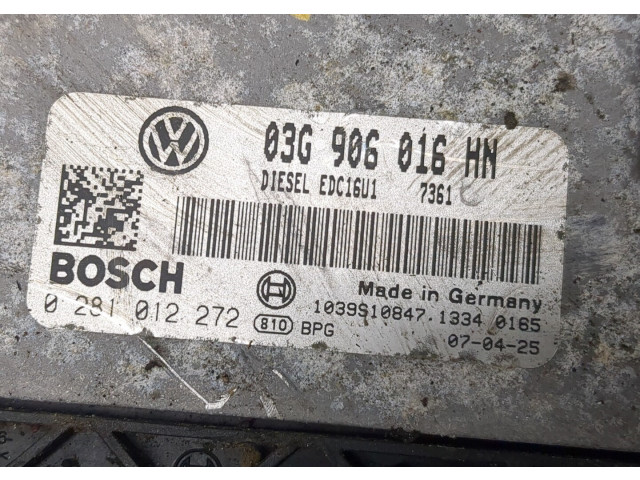 03G 906 016 HN
DIESEL EDC16U1 7361
BOSCH
Made in Germany
0 281 012 272
1039S10847.1334 0165
810 BPG
07-04-25